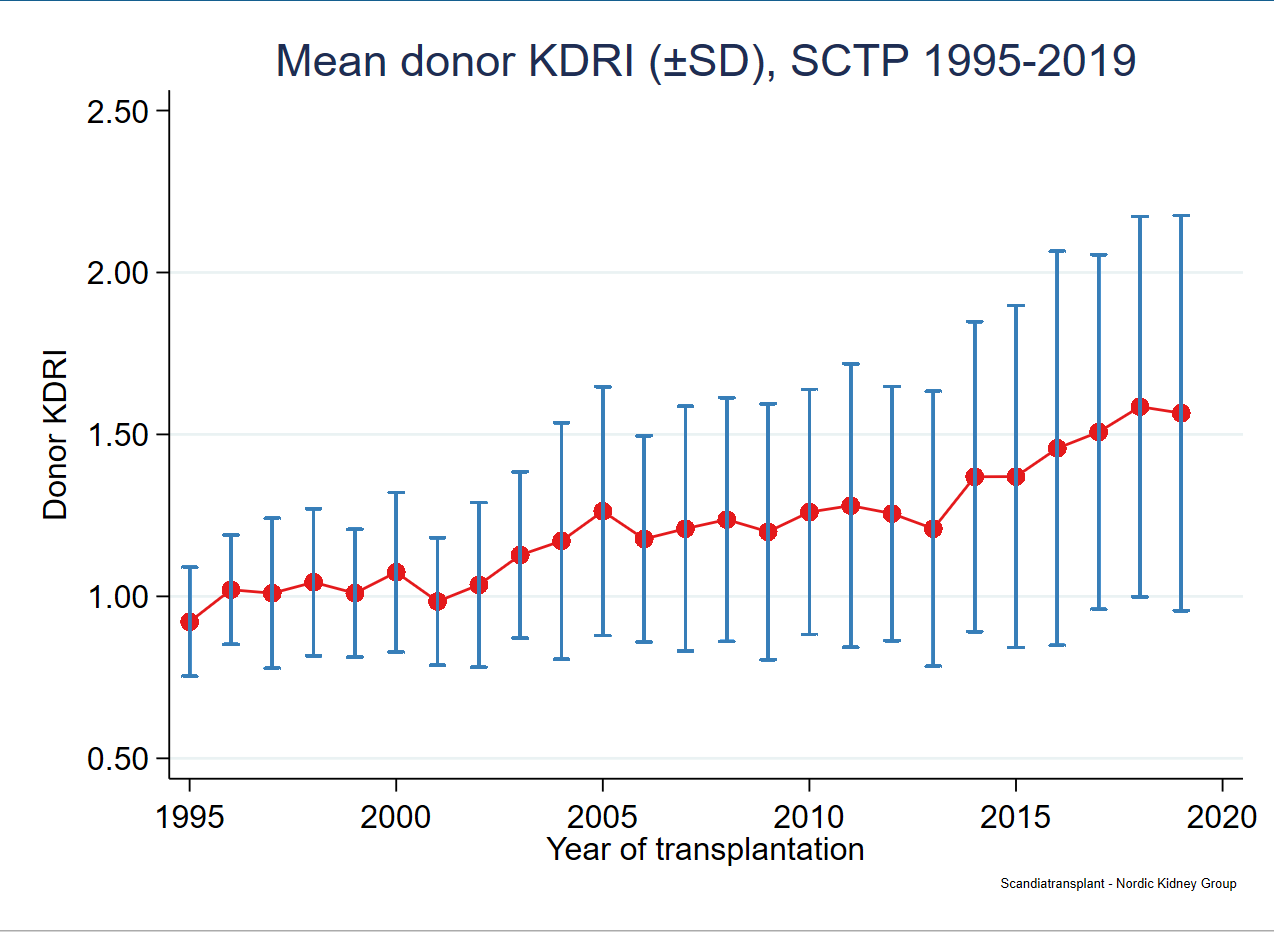 Mean donor KDRI (±SD), SCTP 1995-2019
2.50
2.00
1.50
1.00
0.50
Donor KDRI
1995 2000 2005 2010 2015 2020
Year of transplantation
Scandiatransplant - Nordic Kidney Group